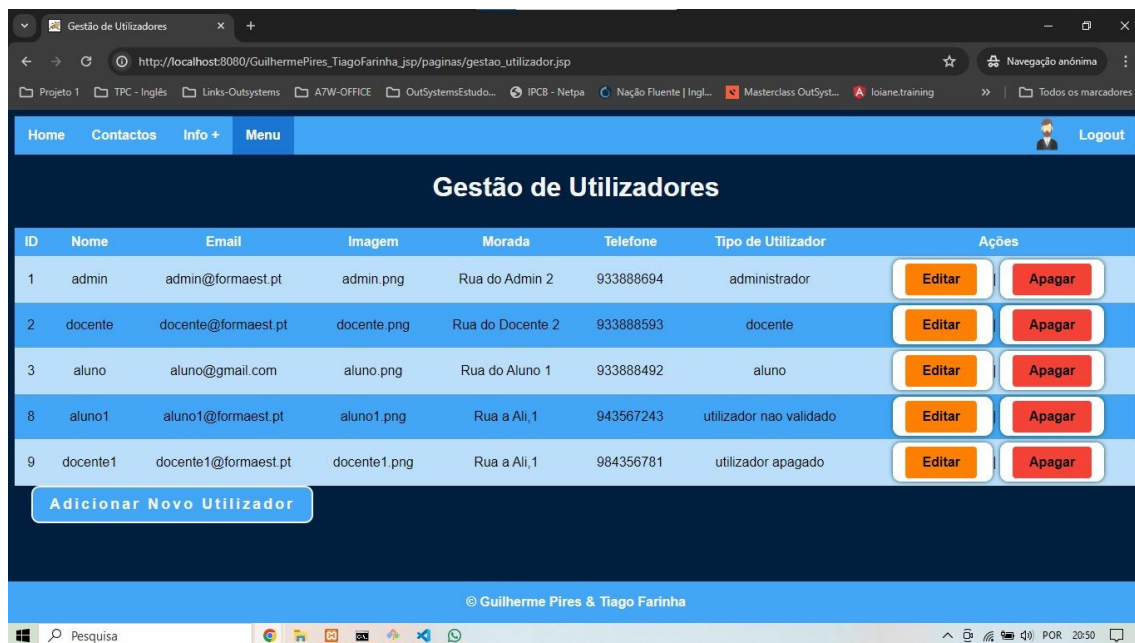 Gestão de Utilizadores
http://localhost:8080/GuilhermePires_TiagoFarinha_jsp/paginas/gestao_utilizador.jsp Navegação anónima
Projeto 1 TPC - Inglês Links-Outsystems A7W-OFFICE OutSystemsEstudo... IPCB - Netpa Nação Fluente | Ingl... Masterclass OutSyst... loiane.training » Todos os marcadores
Home Contactos Info + Menu Logout
Gestão de Utilizadores
ID Nome Email Imagem Morada Telefone Tipo de Utilizador Ações
1 admin admin@formaest.pt admin.png Rua do Admin 2 933888694 administrador Editar | Apagar
2 docente docente@formaest.pt docente.png Rua do Docente 2 933888593 docente Editar | Apagar
3 aluno aluno@gmail.com aluno.png Rua do Aluno 1 933888492 aluno Editar | Apagar
8 aluno1 aluno1@formaest.pt aluno1.png Rua a Ali,1 943567243 utilizador nao validado Editar | Apagar
9 docente1 docente1@formaest.pt docente1.png Rua a Ali,1 984356781 utilizador apagado Editar | Apagar
Adicionar Novo Utilizador
© Guilherme Pires & Tiago Farinha
Pesquisa POR 20:50